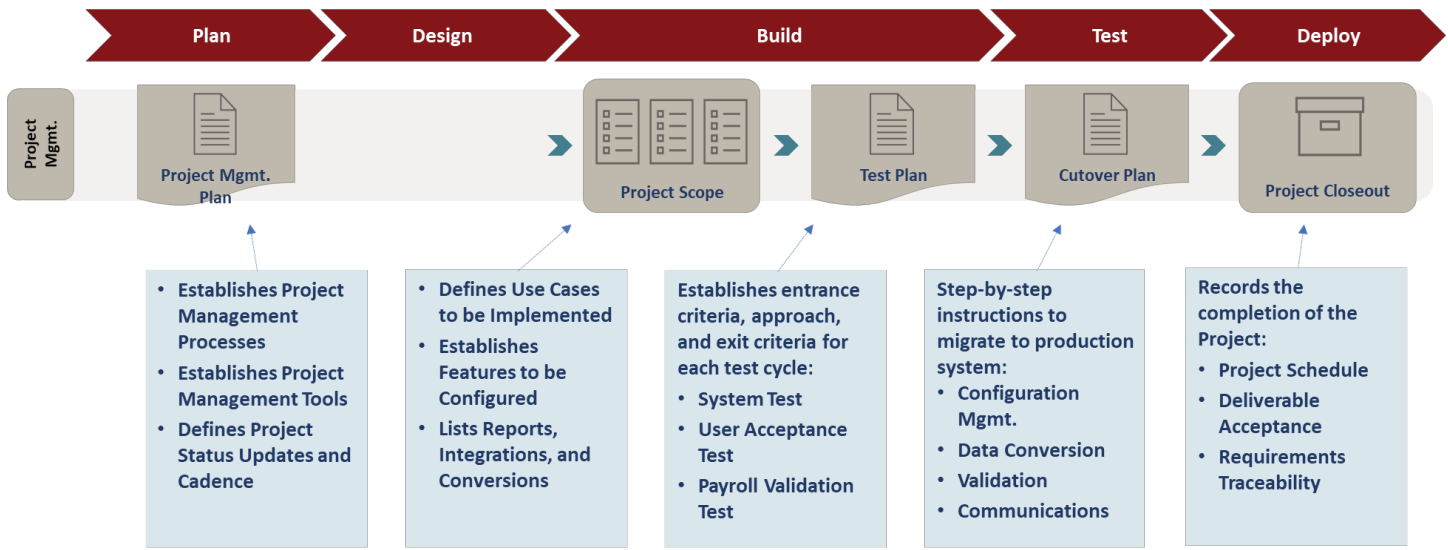 Plan
Design
Build
Test
Deploy
Project
Mgmt.
Project Mgmt.
Plan
Project Scope
Test Plan
Cutover Plan
Project Closeout
• Establishes Project
Management
Processes
• Establishes Project
Management Tools
• Defines Project
Status Updates and
Cadence
• Defines Use Cases
to be Implemented
• Establishes
Features to be
Configured
• Lists Reports,
Integrations, and
Conversions
Establishes entrance
criteria, approach,
and exit criteria for
each test cycle:
• System Test
• User Acceptance
Test
• Payroll Validation
Test
Step-by-step
instructions to
migrate to production
system:
• Configuration
Mgmt.
• Data Conversion
• Validation
• Communications
Records the
completion of the
Project:
• Project Schedule
• Deliverable
Acceptance
• Requirements
Traceability